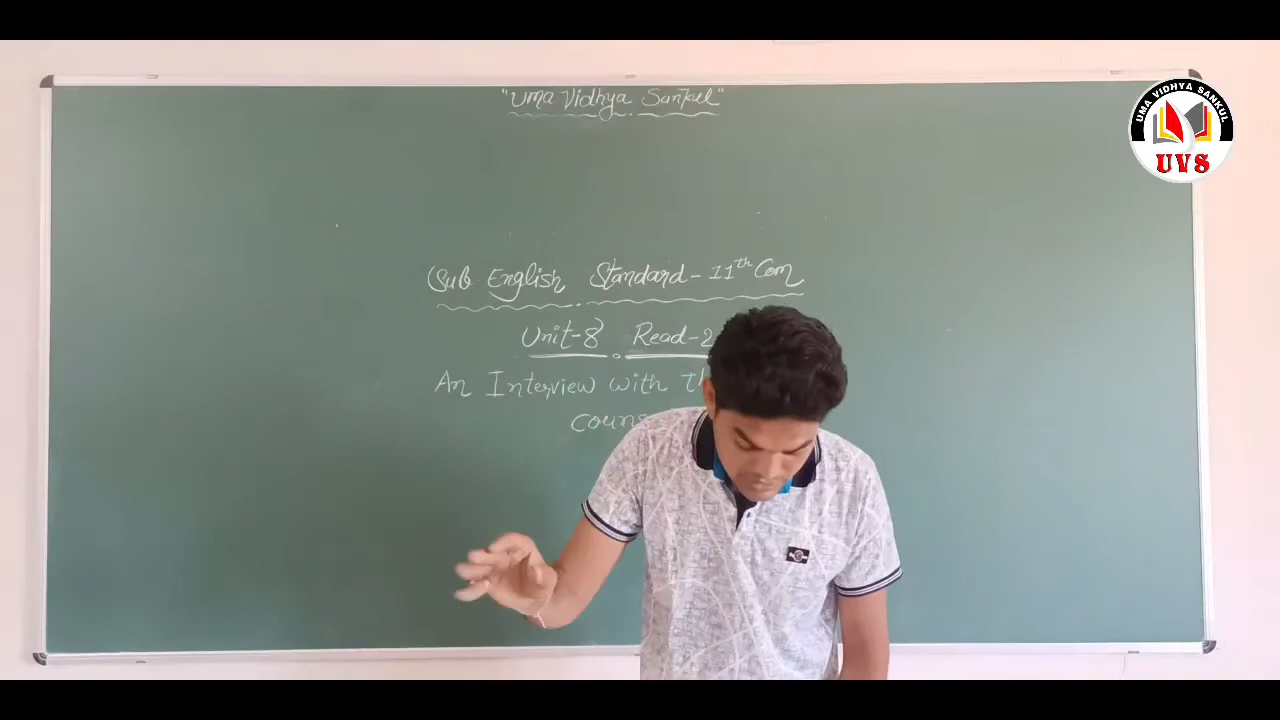 "Uma Vidhya Sankul"
UMA VIDHYA SANKUL
UVS
Sub English Standard - 11th Com
Unit-8 Read-2
An Interview with